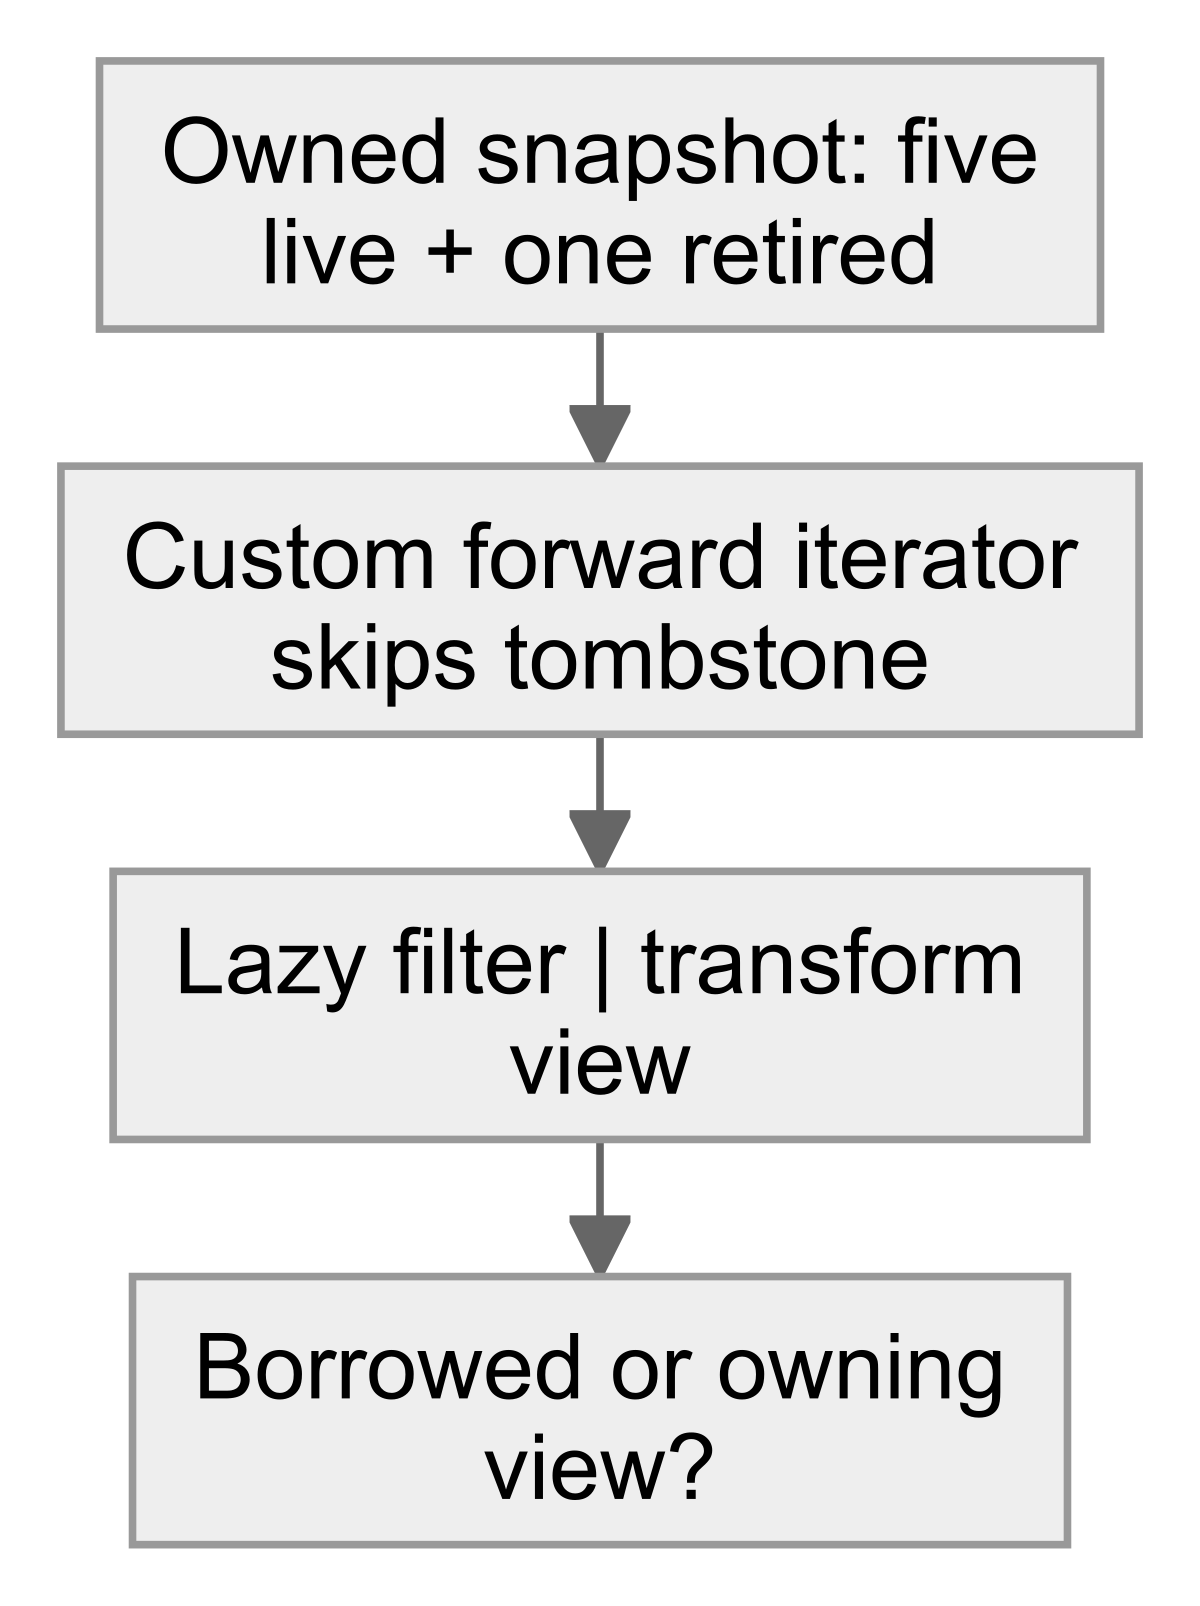 Owned snapshot: five
live + one retired
Custom forward iterator
skips tombstone
Lazy filter | transform
view
Borrowed or owning
view?